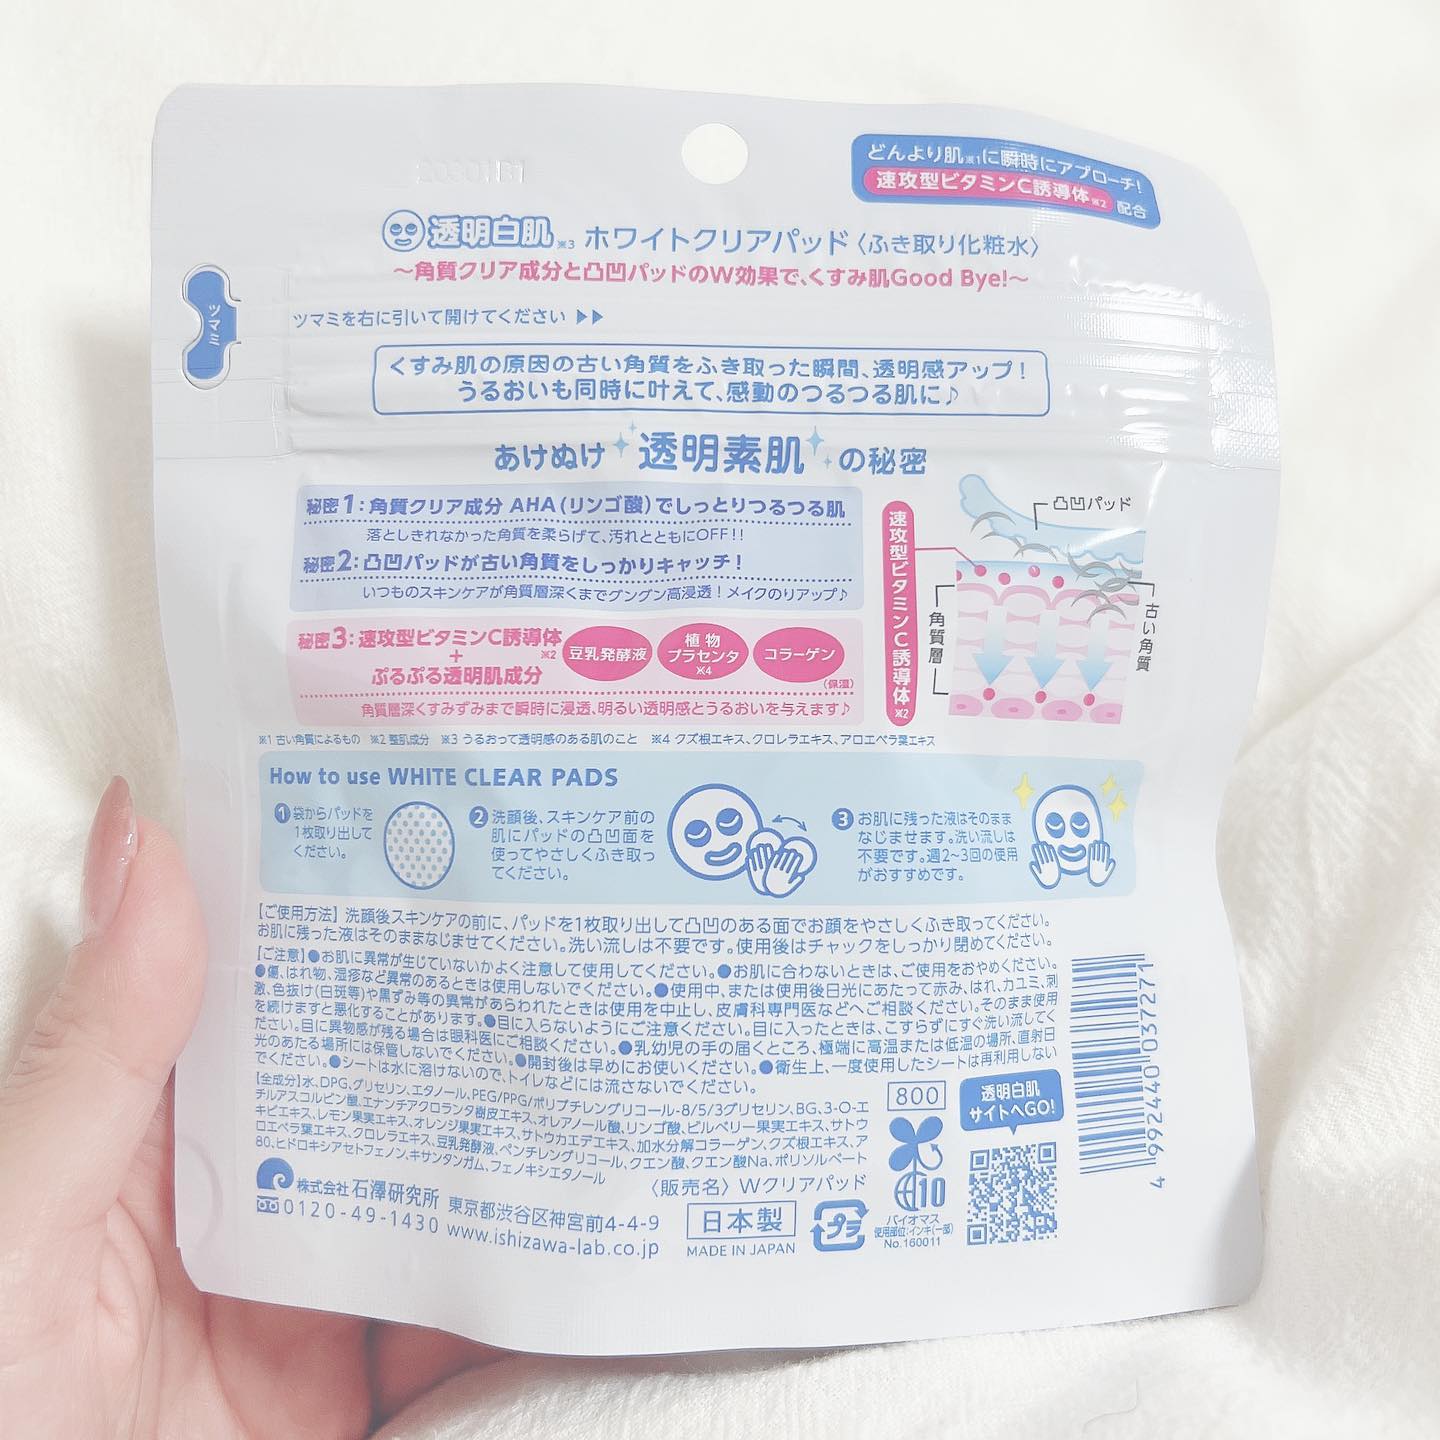 どんより肌※1に瞬時にアプローチ!
速攻型ビタミンC誘導体※2 配合
透明白肌※3 ホワイトクリアパッド〈ふき取り化粧水〉
～角質クリア成分と凸凹パッドのW効果で、くすみ肌Good Bye!～
ツマミ
ツマミを右に引いて開けてください ▶▶
くすみ肌の原因の古い角質をふき取った瞬間、透明感アップ!
うるおいも同時に叶えて、感動のつるつる肌に♪
あけぬけ透明素肌の秘密
秘密1:角質クリア成分 AHA(リンゴ酸)でしっとりつるつる肌
落としきれなかった角質を柔らげて、汚れとともにOFF!!
秘密2:凸凹パッドが古い角質をしっかりキャッチ!
いつものスキンケアが角質層深くまでグングン高浸透!メイクのりアップ♪
秘密3:速攻型ビタミンC誘導体※2
+
ぷるぷる透明肌成分
豆乳発酵液
植物プラセンタ※4
コラーゲン
(保湿)
角質層深くすみずみまで瞬時に浸透、明るい透明感とうるおいを与えます♪
速攻型ビタミンC誘導体※2
凸凹パッド
角質層
古い角質
※1 古い角質によるもの ※2 整肌成分 ※3 うるおって透明感のある肌のこと ※4 クズ根エキス、クロレラエキス、アロエベラ葉エキス
How to use WHITE CLEAR PADS
1 袋からパッドを
1枚取り出して
ください。
2 洗顔後、スキンケア前の
肌にパッドの凸凹面を
使ってやさしくふき取っ
てください。
3 お肌に残った液はそのまま
なじませます。洗い流しは
不要です。週2~3回の使用
がおすすめです。
【ご使用方法】洗顔後スキンケアの前に、パッドを1枚取り出して凸凹のある面でお顔をやさしくふき取ってください。
お肌に残った液はそのままなじませてください。洗い流しは不要です。使用後はチャックをしっかり閉めてください。
【ご注意】●お肌に異常が生じていないかよく注意して使用してください。●お肌に合わないときは、ご使用をおやめください。
●傷、はれ物、湿疹など異常のあるときは使用しないでください。●使用中、または使用後日光にあたって赤み、はれ、カユミ、刺
激、色抜け(白斑等)や黒ずみ等の異常があらわれたときは使用を中止し、皮膚科専門医などへご相談ください。そのまま使用
を続けますと悪化することがあります。●目に入らないようにご注意ください。目に入ったときは、こすらずにすぐ洗い流してく
ださい。目に異物感が残る場合は眼科医にご相談ください。●乳幼児の手の届くところ、極端に高温または低温の場所、直射日
光のあたる場所には保管しないでください。●開封後は早めにお使いください。●衛生上、一度使用したシートは再利用しない
でください。●シートは水に溶けないので、トイレなどには流さないでください。
【全成分】水、DPG、グリセリン、エタノール、PEG/PPG/ポリブチレングリコール-8/5/3グリセリン、BG、3-O-エ
チルアスコルビン酸、エナンチアクロランタ樹皮エキス、オレアノール酸、リンゴ酸、ビルベリー果実エキス、サトウ
キビエキス、レモン果実エキス、オレンジ果実エキス、サトウカエデエキス、加水分解コラーゲン、クズ根エキス、ア
ロエベラ葉エキス、クロレラエキス、豆乳発酵液、ペンチレングリコール、クエン酸、クエン酸Na、ポリソルベート
80、ヒドロキシアセトフェノン、キサンタンガム、フェノキシエタノール
〈販売名〉Wクリアパッド
株式会社 石澤研究所 東京都渋谷区神宮前4-4-9
0120-49-1430 www.ishizawa-lab.co.jp
日本製
MADE IN JAPAN
プラ
800
10
バイオマス
使用部位:インキ(一部)
No.160011
透明白肌
サイトへGO!
4 992440 037271